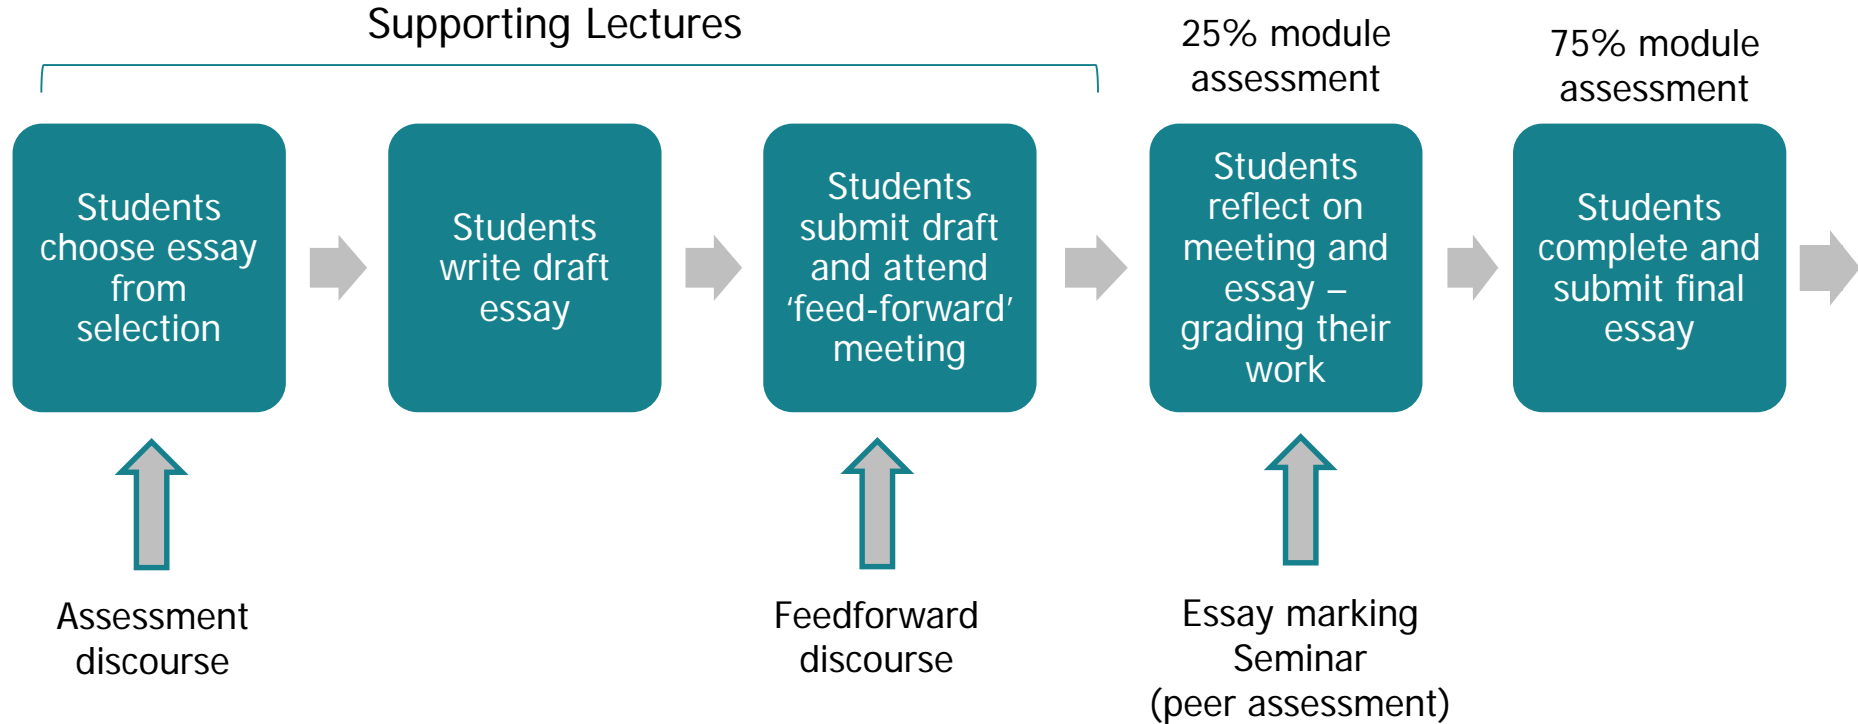 Supporting Lectures
25% module
assessment
75% module
assessment
Students
choose essay
from
selection
Students
write draft
essay
Students
submit draft
and attend
‘feed-forward’
meeting
Students
reflect on
meeting and
essay –
grading their
work
Students
complete and
submit final
essay
Assessment
discourse
Feedforward
discourse
Essay marking
Seminar
(peer assessment)